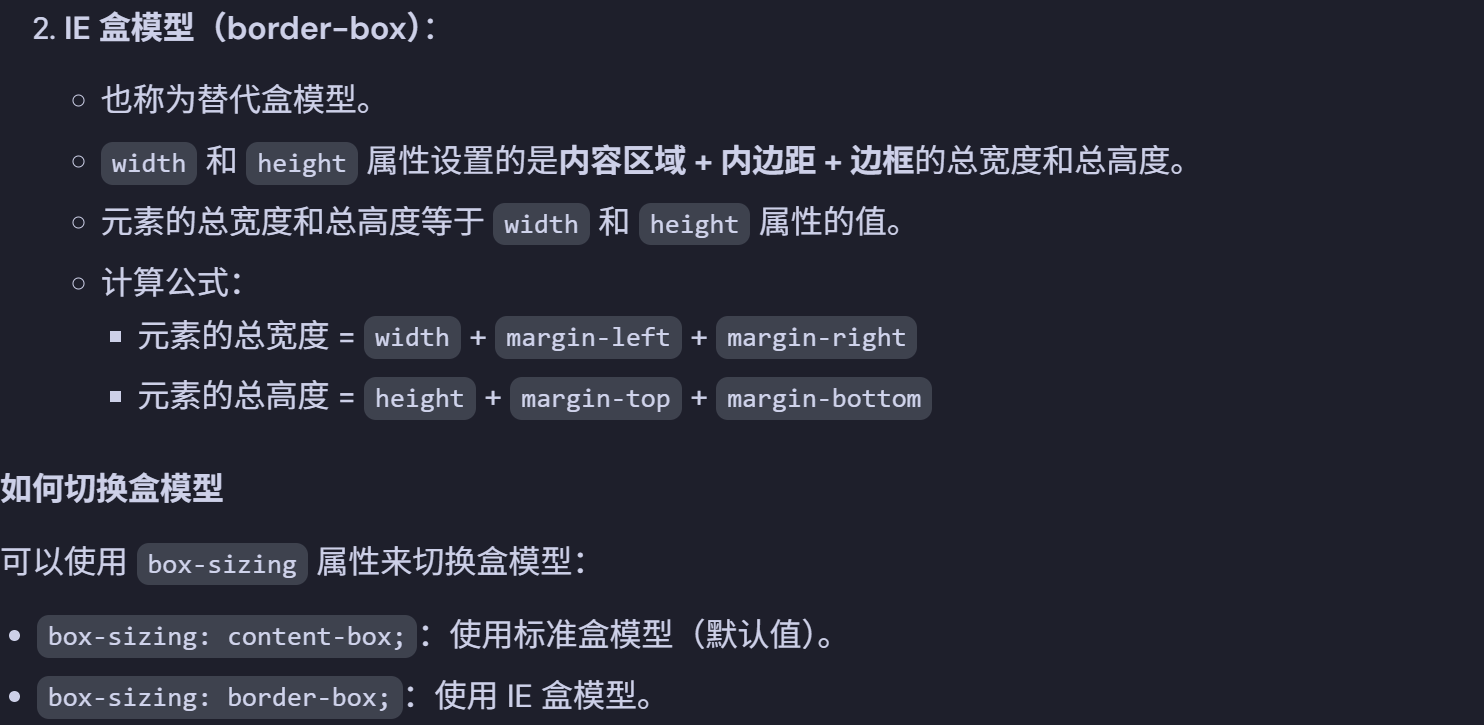 2. IE 盒模型（border-box）：
也称为替代盒模型。
width 和 height 属性设置的是内容区域 + 内边距 + 边框的总宽度和总高度。
元素的总宽度和总高度等于 width 和 height 属性的值。
计算公式：
元素的总宽度 = width + margin-left + margin-right
元素的总高度 = height + margin-top + margin-bottom
如何切换盒模型
可以使用 box-sizing 属性来切换盒模型：
box-sizing: content-box;：使用标准盒模型（默认值）。
box-sizing: border-box;：使用 IE 盒模型。